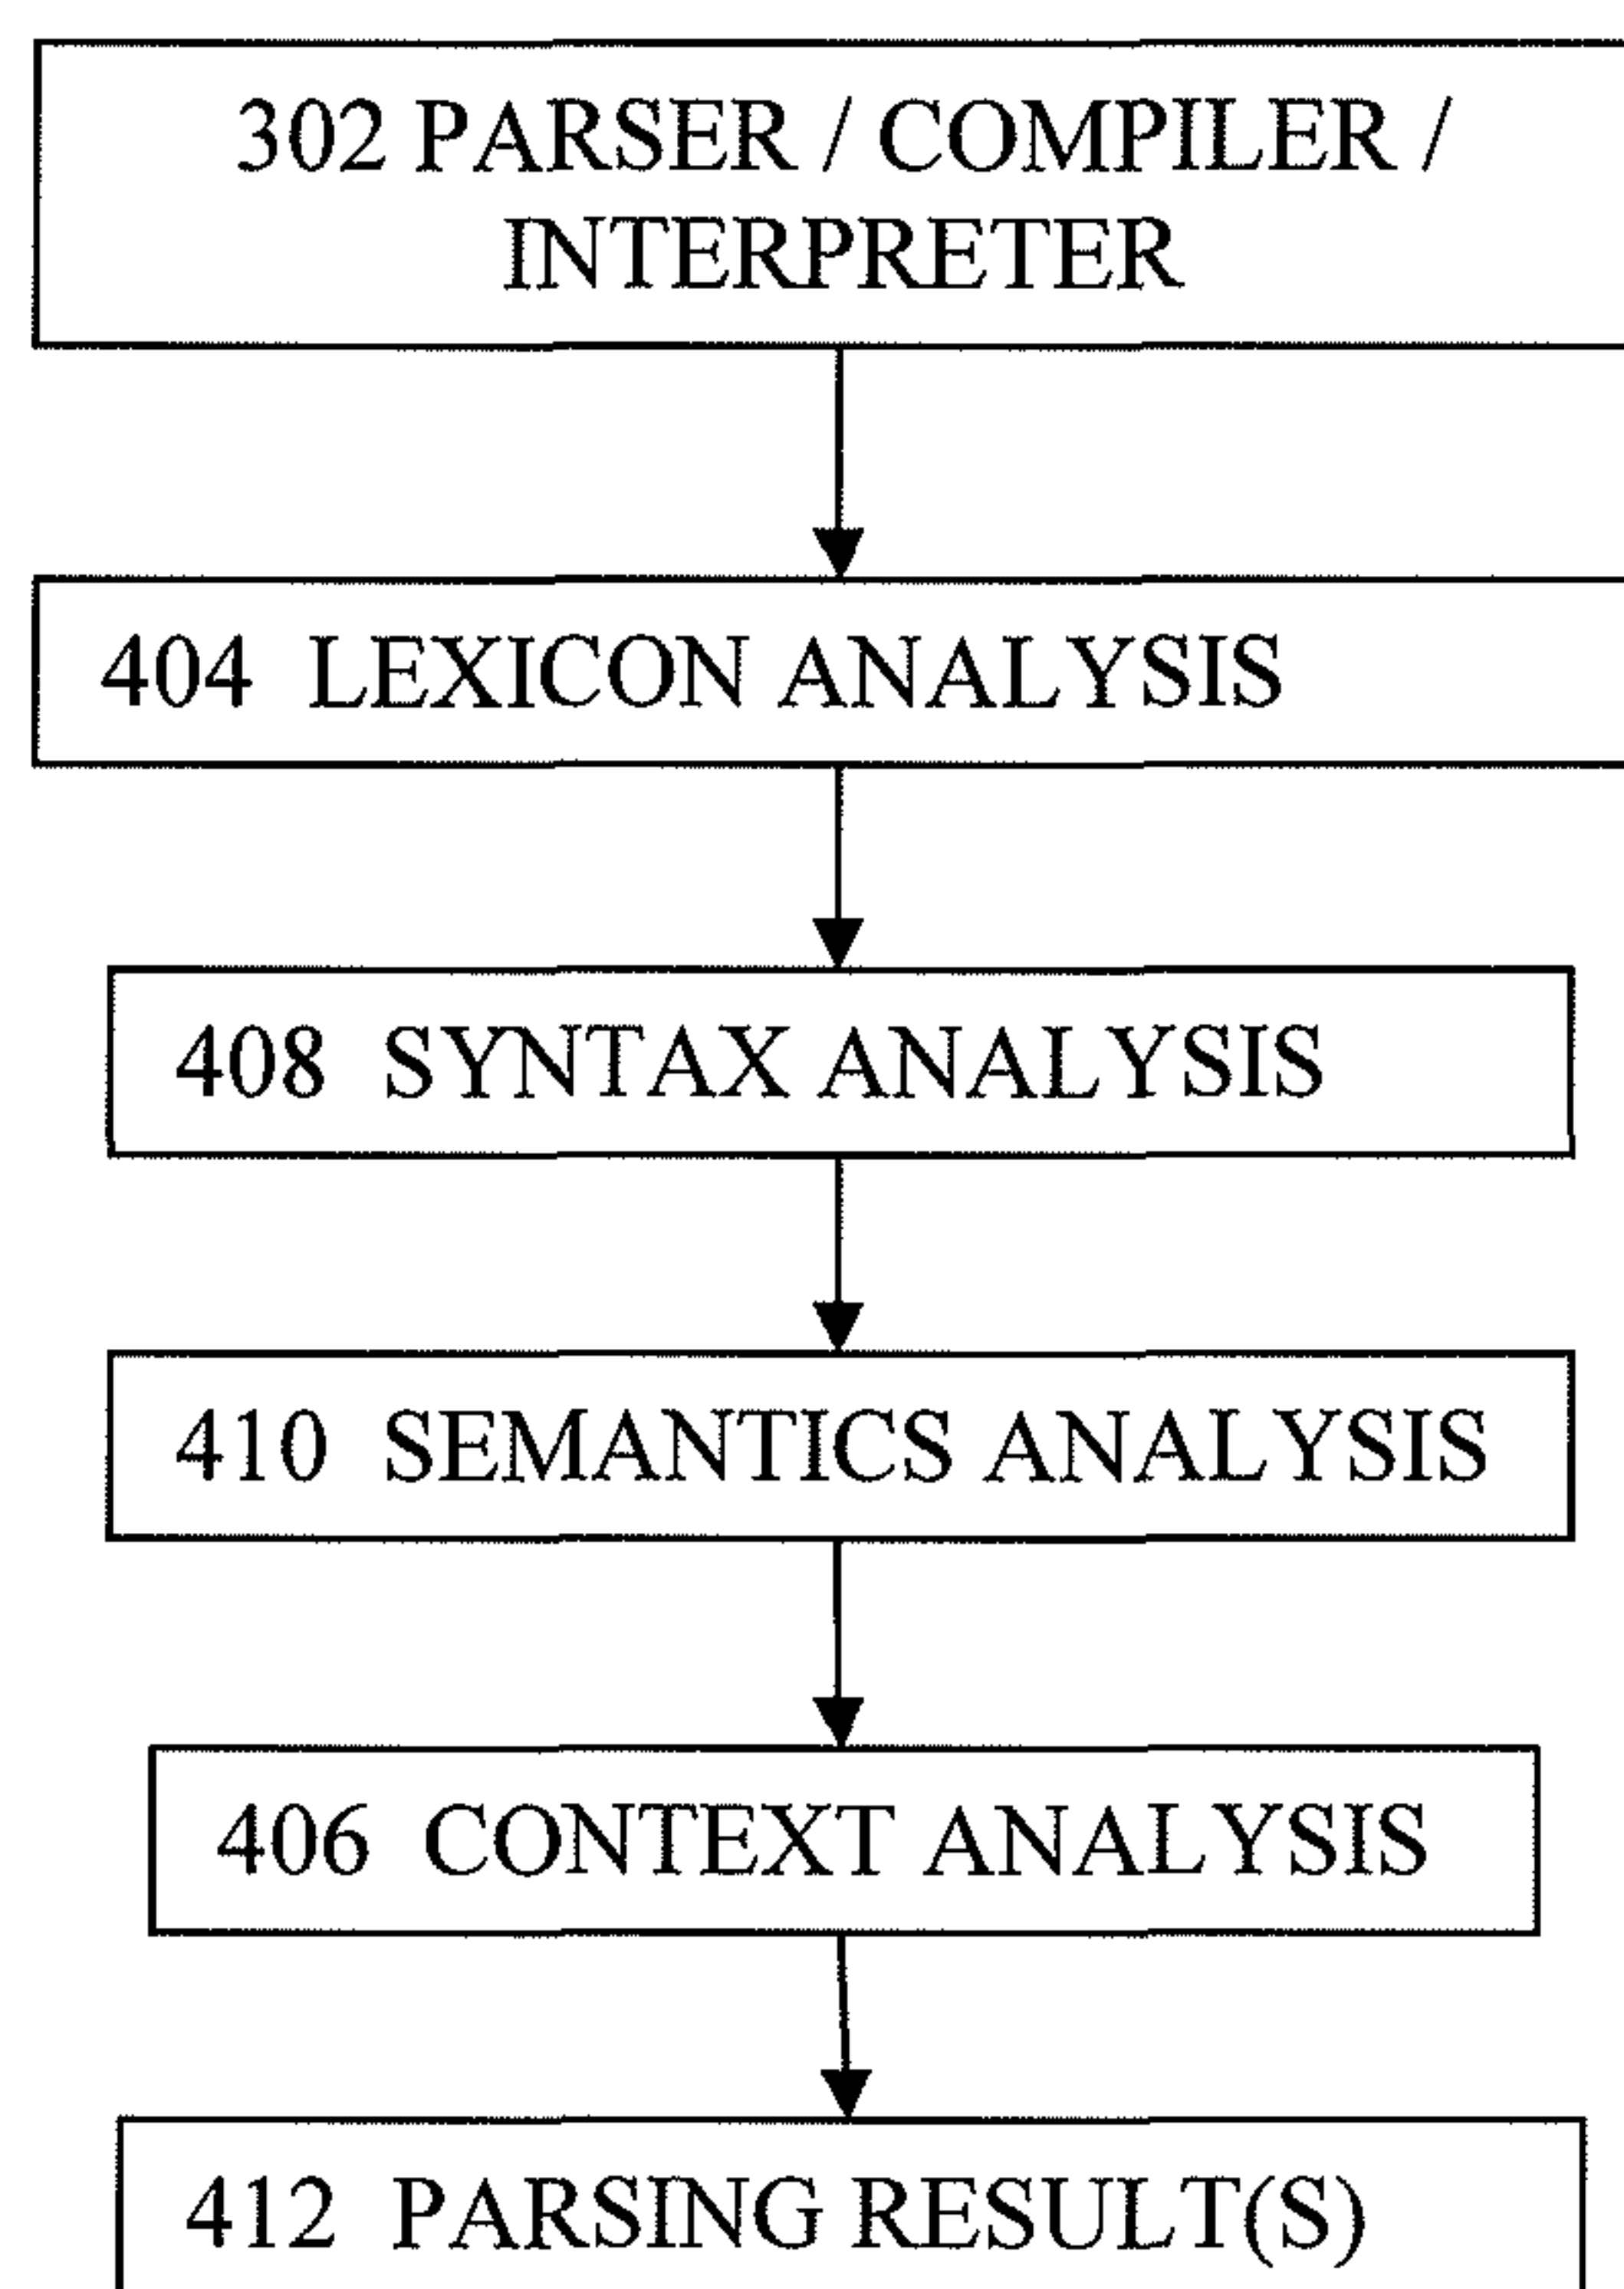 302 PARSER / COMPILER /
INTERPRETER
404 LEXICON ANALYSIS
408 SYNTAX ANALYSIS
410 SEMANTICS ANALYSIS
406 CONTEXT ANALYSIS
412 PARSING RESULT(S)